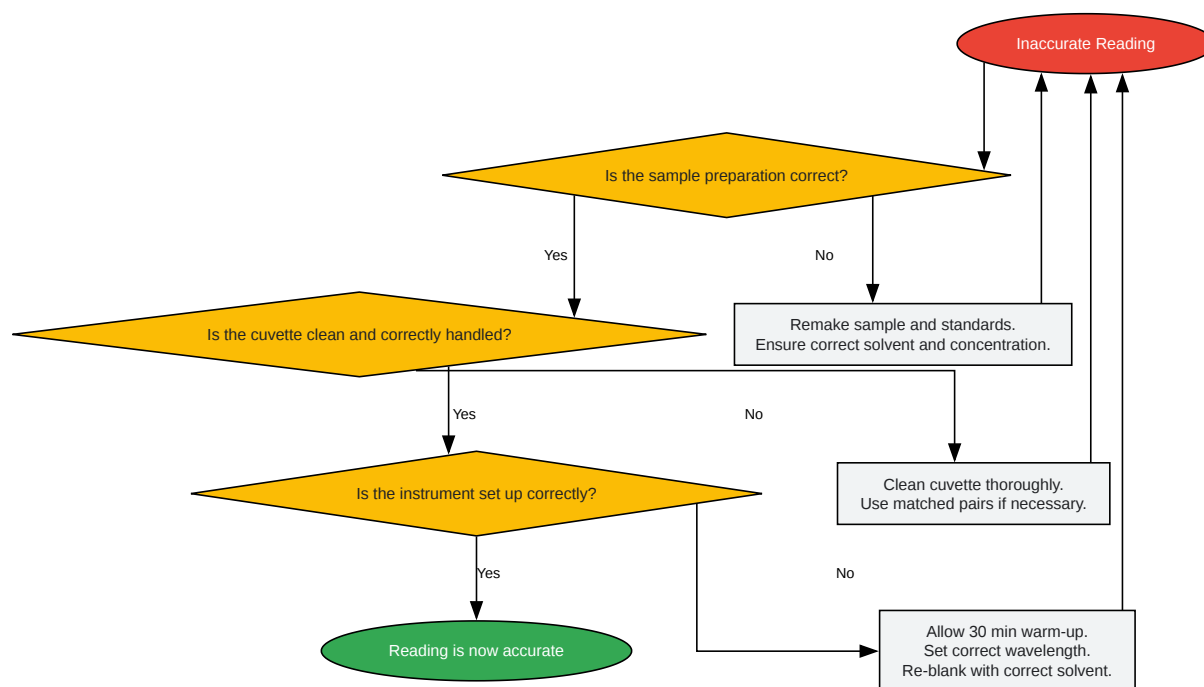 Inaccurate Reading
Is the sample preparation correct?
Yes
No
Is the cuvette clean and correctly handled?
Remake sample and standards.
Ensure correct solvent and concentration.
Yes
No
Is the instrument set up correctly?
Clean cuvette thoroughly.
Use matched pairs if necessary.
Yes
No
Reading is now accurate
Allow 30 min warm-up.
Set correct wavelength.
Re-blank with correct solvent.